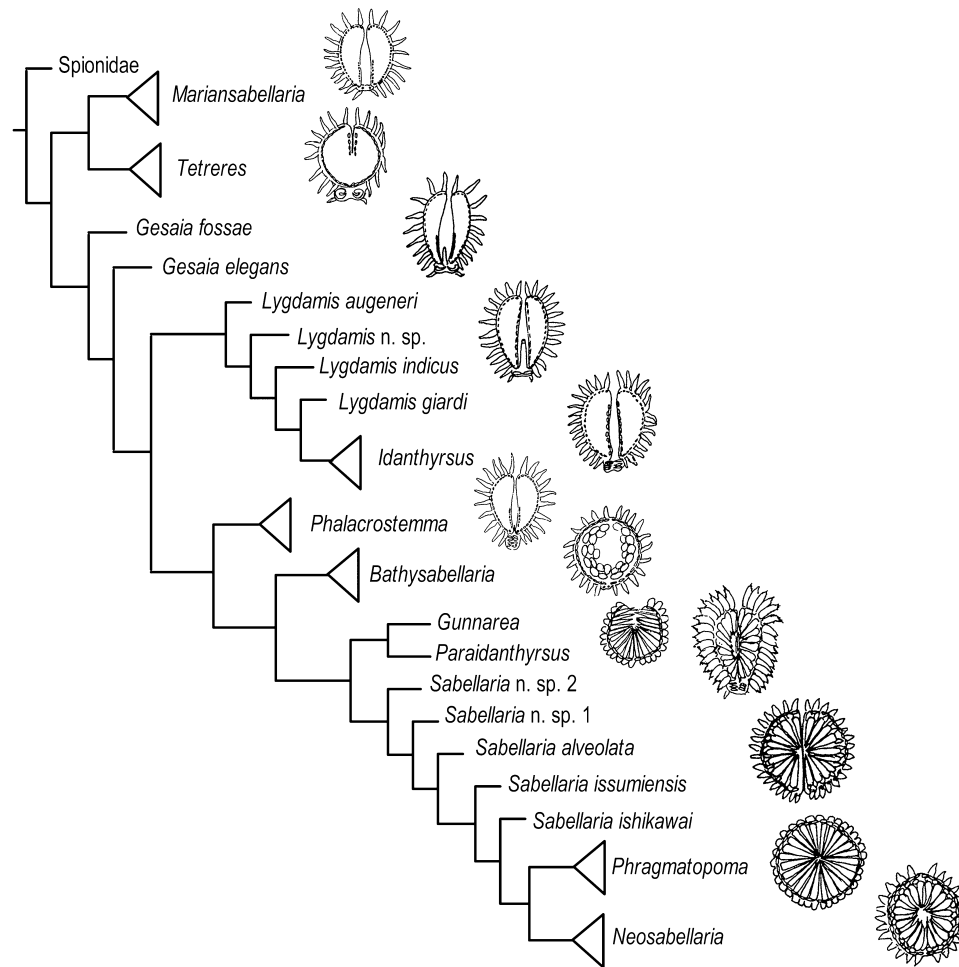 Spionidae
Mariansabellaria
Tetreres
Gesaia fossae
Gesaia elegans
Lygdamis augeneri
Lygdamis n. sp.
Lygdamis indicus
Lygdamis giardi
Idanthyrsus
Phalacrostemma
Bathysabellaria
Gunnarea
Paraidanthyrsus
Sabellaria n. sp. 2
Sabellaria n. sp. 1
Sabellaria alveolata
Sabellaria issumiensis
Sabellaria ishikawai
Phragmatopoma
Neosabellaria